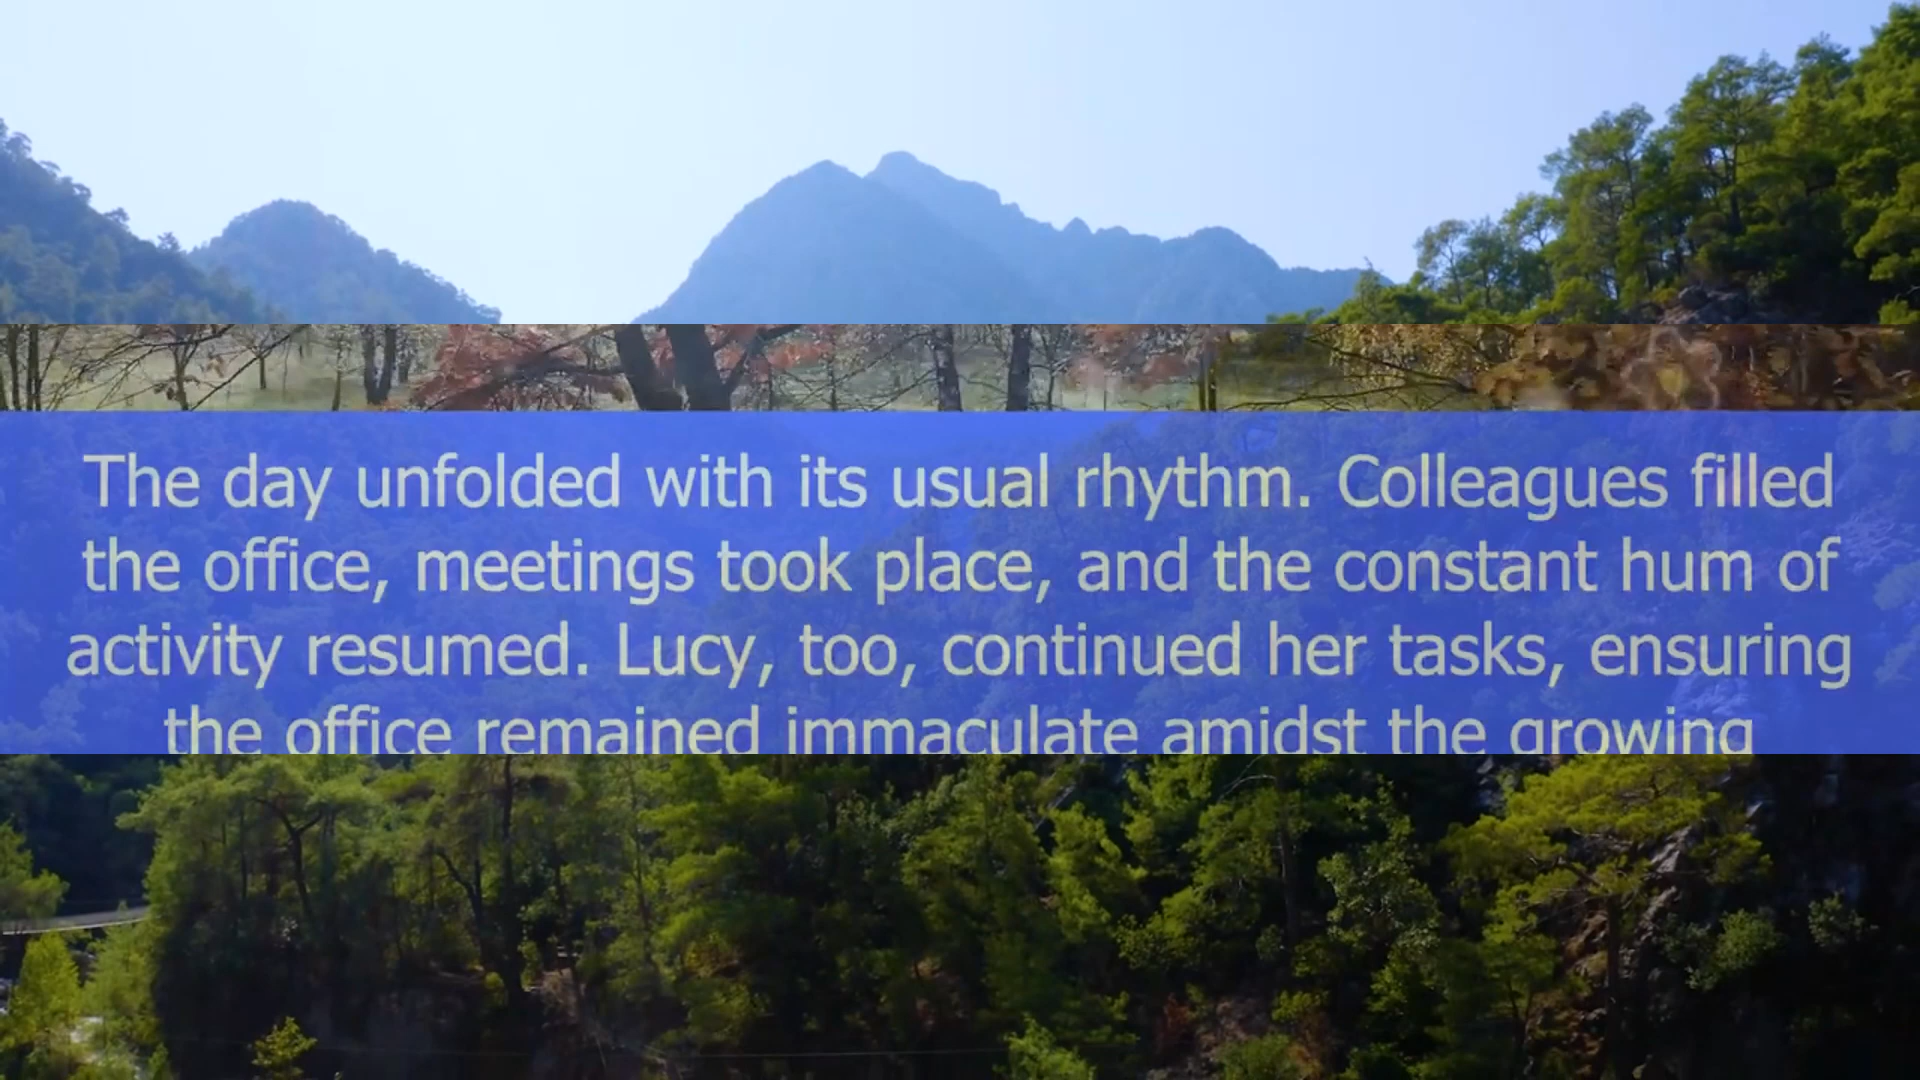 The day unfolded with its usual rhythm. Colleagues filled
the office, meetings took place, and the constant hum of
activity resumed. Lucy, too, continued her tasks, ensuring
the office remained immaculate amidst the growing